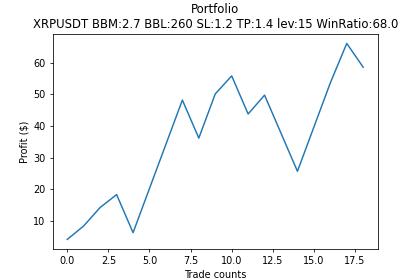 Portfolio
XRPUSDT BBM:2.7 BBL:260 SL:1.2 TP:1.4 lev:15 WinRatio:68.0
Profit ($)
60
50
40
30
20
10
0.0 2.5 5.0 7.5 10.0 12.5 15.0 17.5
Trade counts